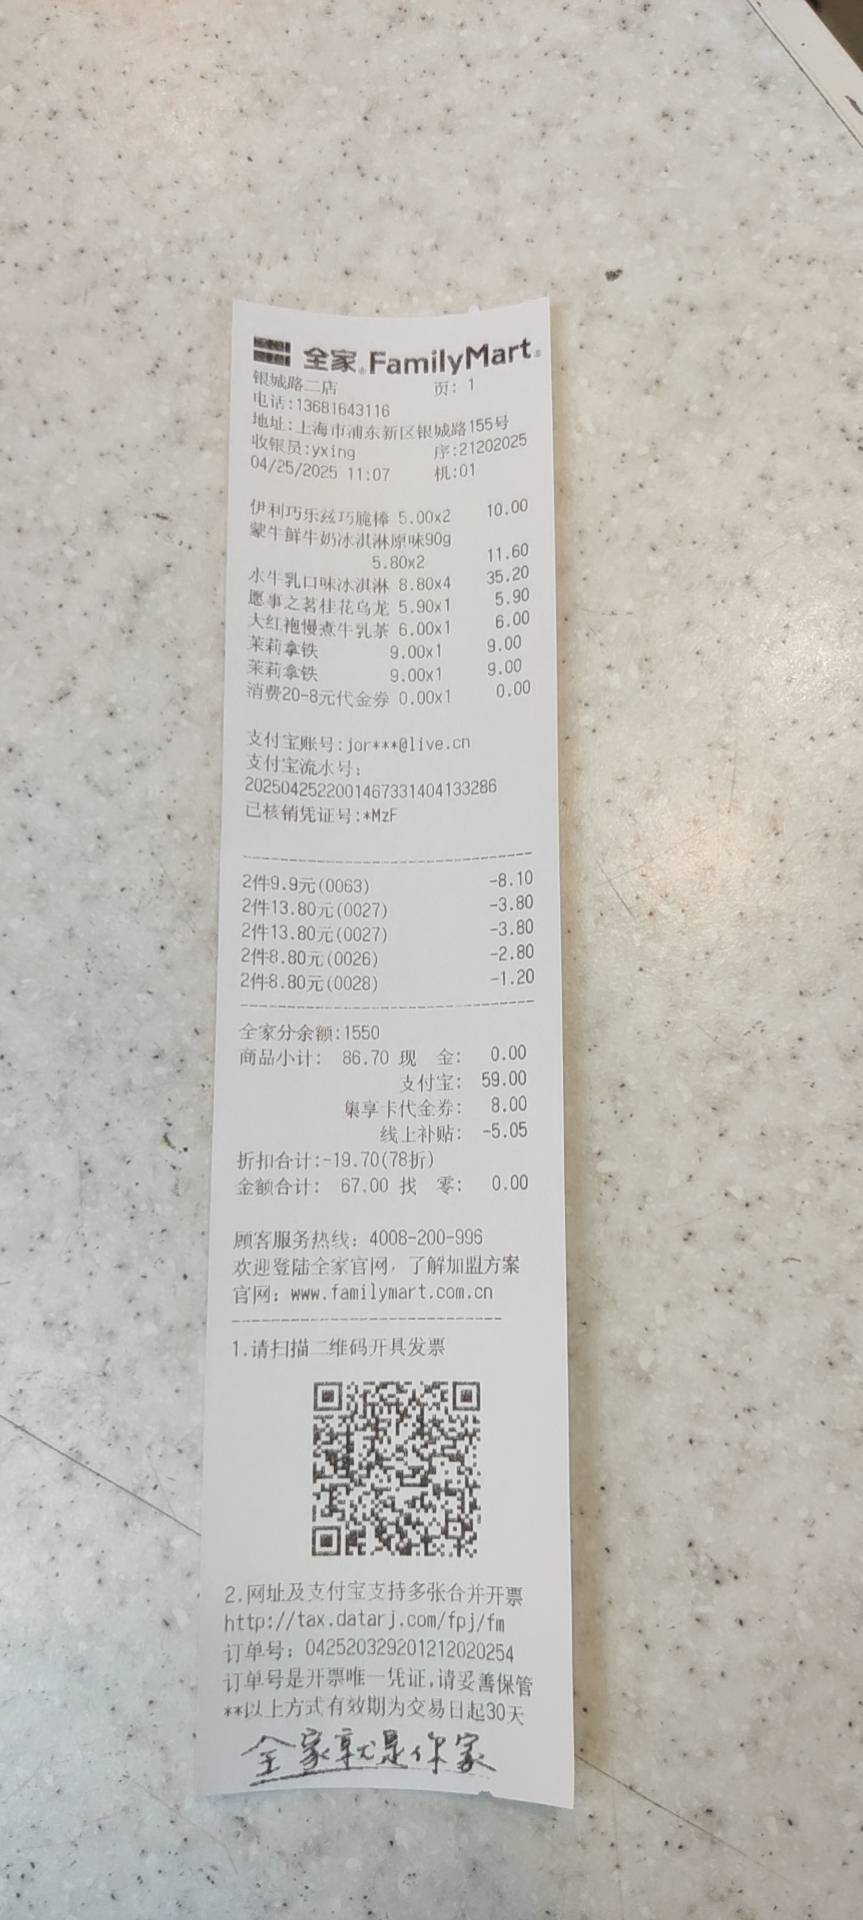 全家 FamilyMart
银城路二店 页: 1
电话:13681643116
地址:上海市浦东新区银城路155号
收银员:yxing 序:21202025
04/25/2025 11:07 机:01
伊利巧乐兹巧脆棒 5.00x2 10.00
蒙牛鲜牛奶冰淇淋原味90g
5.80x2 11.60
水牛乳口味冰淇淋 8.80x4 35.20
愿事之茗桂花乌龙 5.90x1 5.90
大红袍慢煮牛乳茶 6.00x1 6.00
茉莉拿铁 9.00x1 9.00
茉莉拿铁 9.00x1 9.00
消费20-8元代金券 0.00x1 0.00
支付宝账号:jor***@live.cn
支付宝流水号:
2025042522001467331404133286
已核销凭证号:*MzF
2件9.9元(0063) -8.10
2件13.80元(0027) -3.80
2件13.80元(0027) -3.80
2件8.80元(0026) -2.80
2件8.80元(0028) -1.20
全家分余额:1550
商品小计: 86.70 现 金: 0.00
支付宝: 59.00
集享卡代金券: 8.00
线上补贴: -5.05
折扣合计:-19.70(78折)
金额合计: 67.00 找 零: 0.00
顾客服务热线: 4008-200-996
欢迎登陆全家官网，了解加盟方案
官网: www.familymart.com.cn
1.请扫描二维码开具发票
2.网址及支付宝支持多张合并开票
http://tax.datarj.com/fpj/fm
订单号: 042520329201212020254
订单号是开票唯一凭证,请妥善保管
**以上方式有效期为交易日起30天
全家就是你家